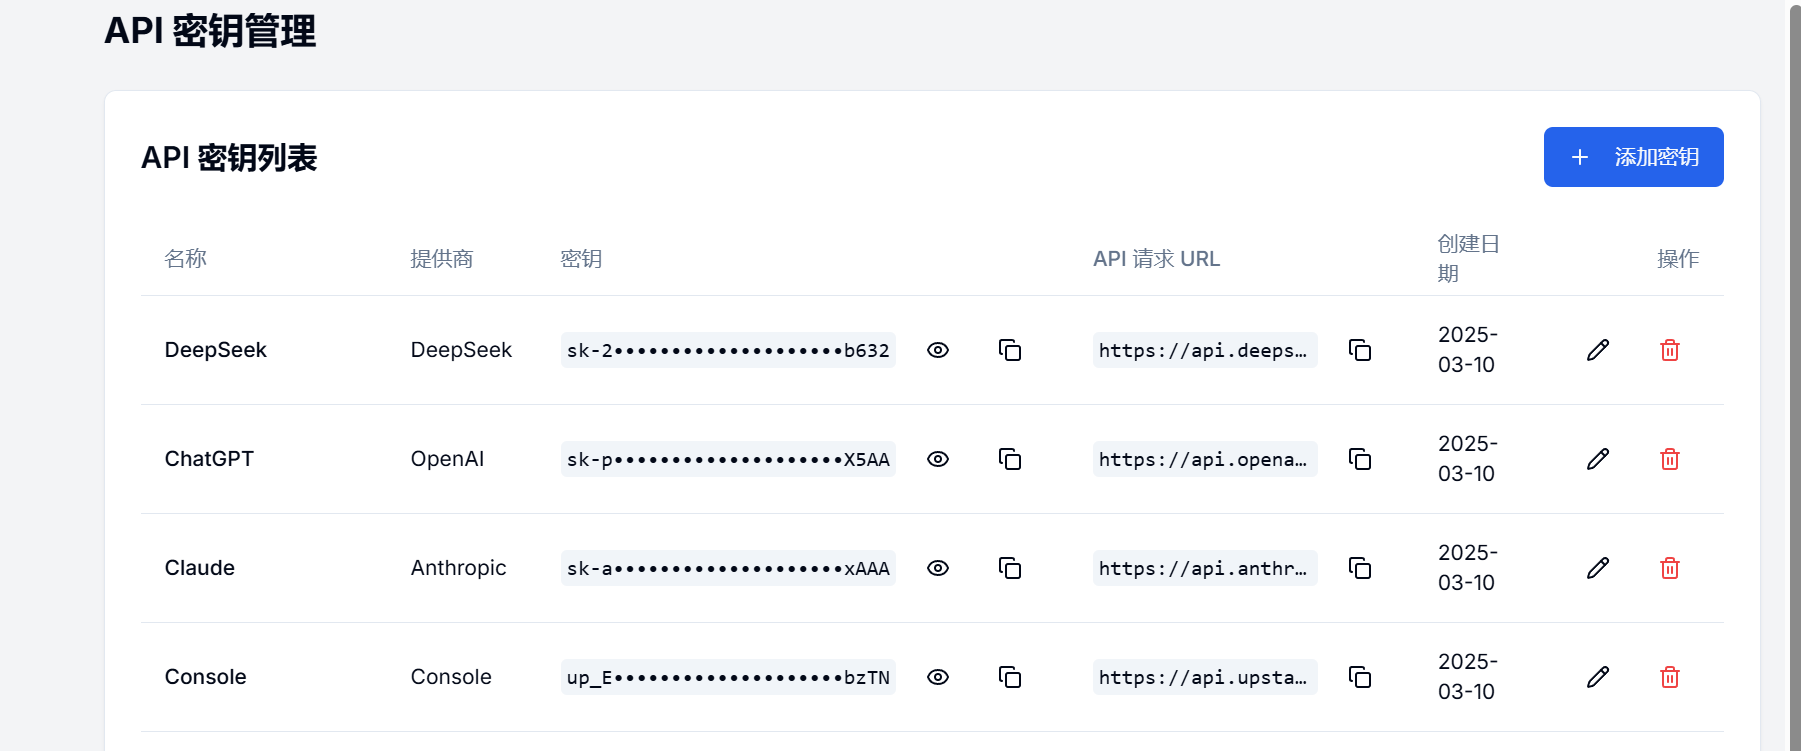 API 密钥管理
API 密钥列表
添加密钥
名称 提供商 密钥 API 请求 URL 创建日期 操作
DeepSeek DeepSeek sk-2••••••••••••••••••••b632 https://api.deeps… 2025-03-10
ChatGPT OpenAI sk-p••••••••••••••••••••X5AA https://api.opena… 2025-03-10
Claude Anthropic sk-a••••••••••••••••••••xAAA https://api.anthr… 2025-03-10
Console Console up_E••••••••••••••••••••bzTN https://api.upsta… 2025-03-10